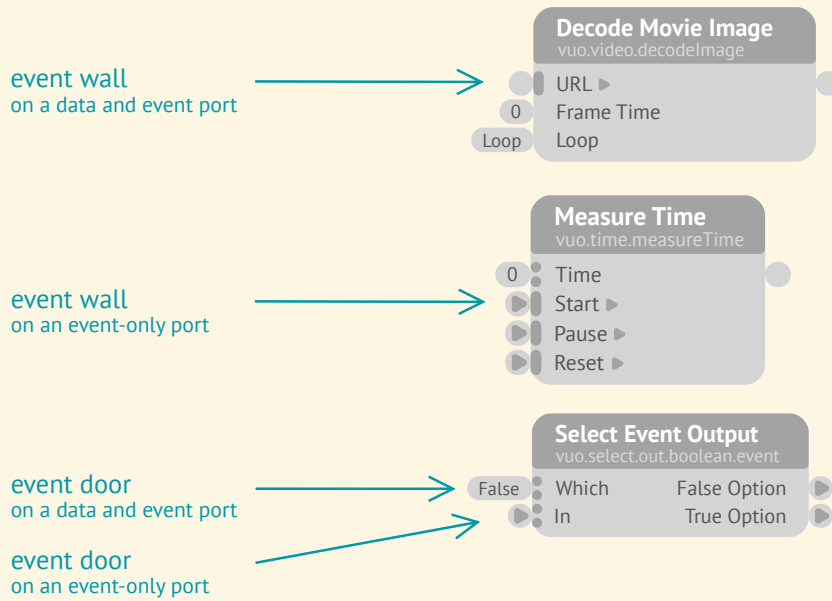 Decode Movie Image
vuo.video.decodeImage
event wall
on a data and event port
URL
0 Frame Time
Loop Loop
Measure Time
vuo.time.measureTime
0 Time
event wall
on an event-only port
Start
Pause
Reset
Select Event Output
vuo.select.out.boolean.event
event door
on a data and event port
False Which False Option
In True Option
event door
on an event-only port